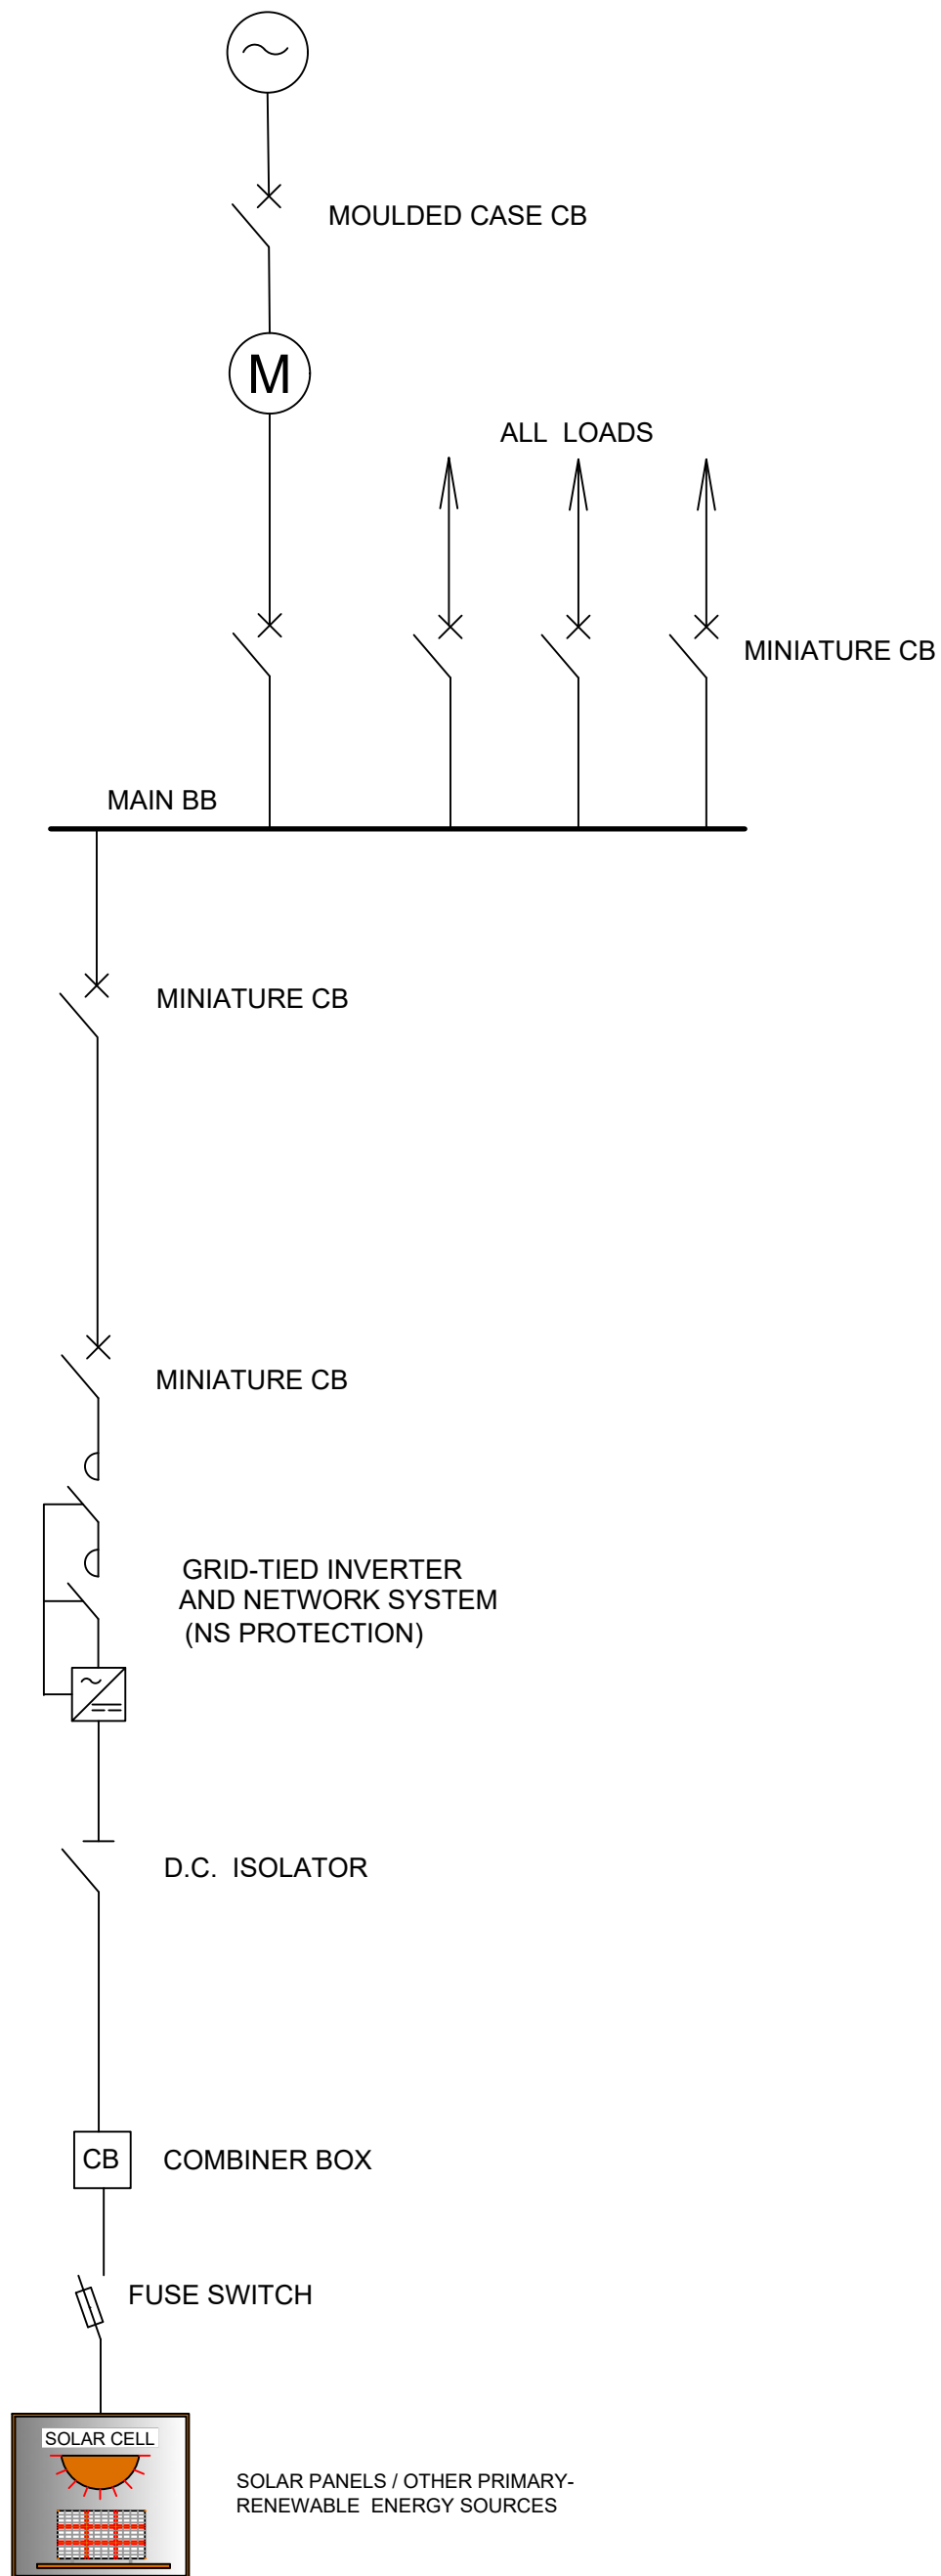 MOULDED CASE CB
M
ALL LOADS
MINIATURE CB
MAIN BB
MINIATURE CB
MINIATURE CB
GRID-TIED INVERTER
AND NETWORK SYSTEM
(NS PROTECTION)
D.C. ISOLATOR
CB
COMBINER BOX
FUSE SWITCH
SOLAR CELL
SOLAR PANELS / OTHER PRIMARY-
RENEWABLE ENERGY SOURCES